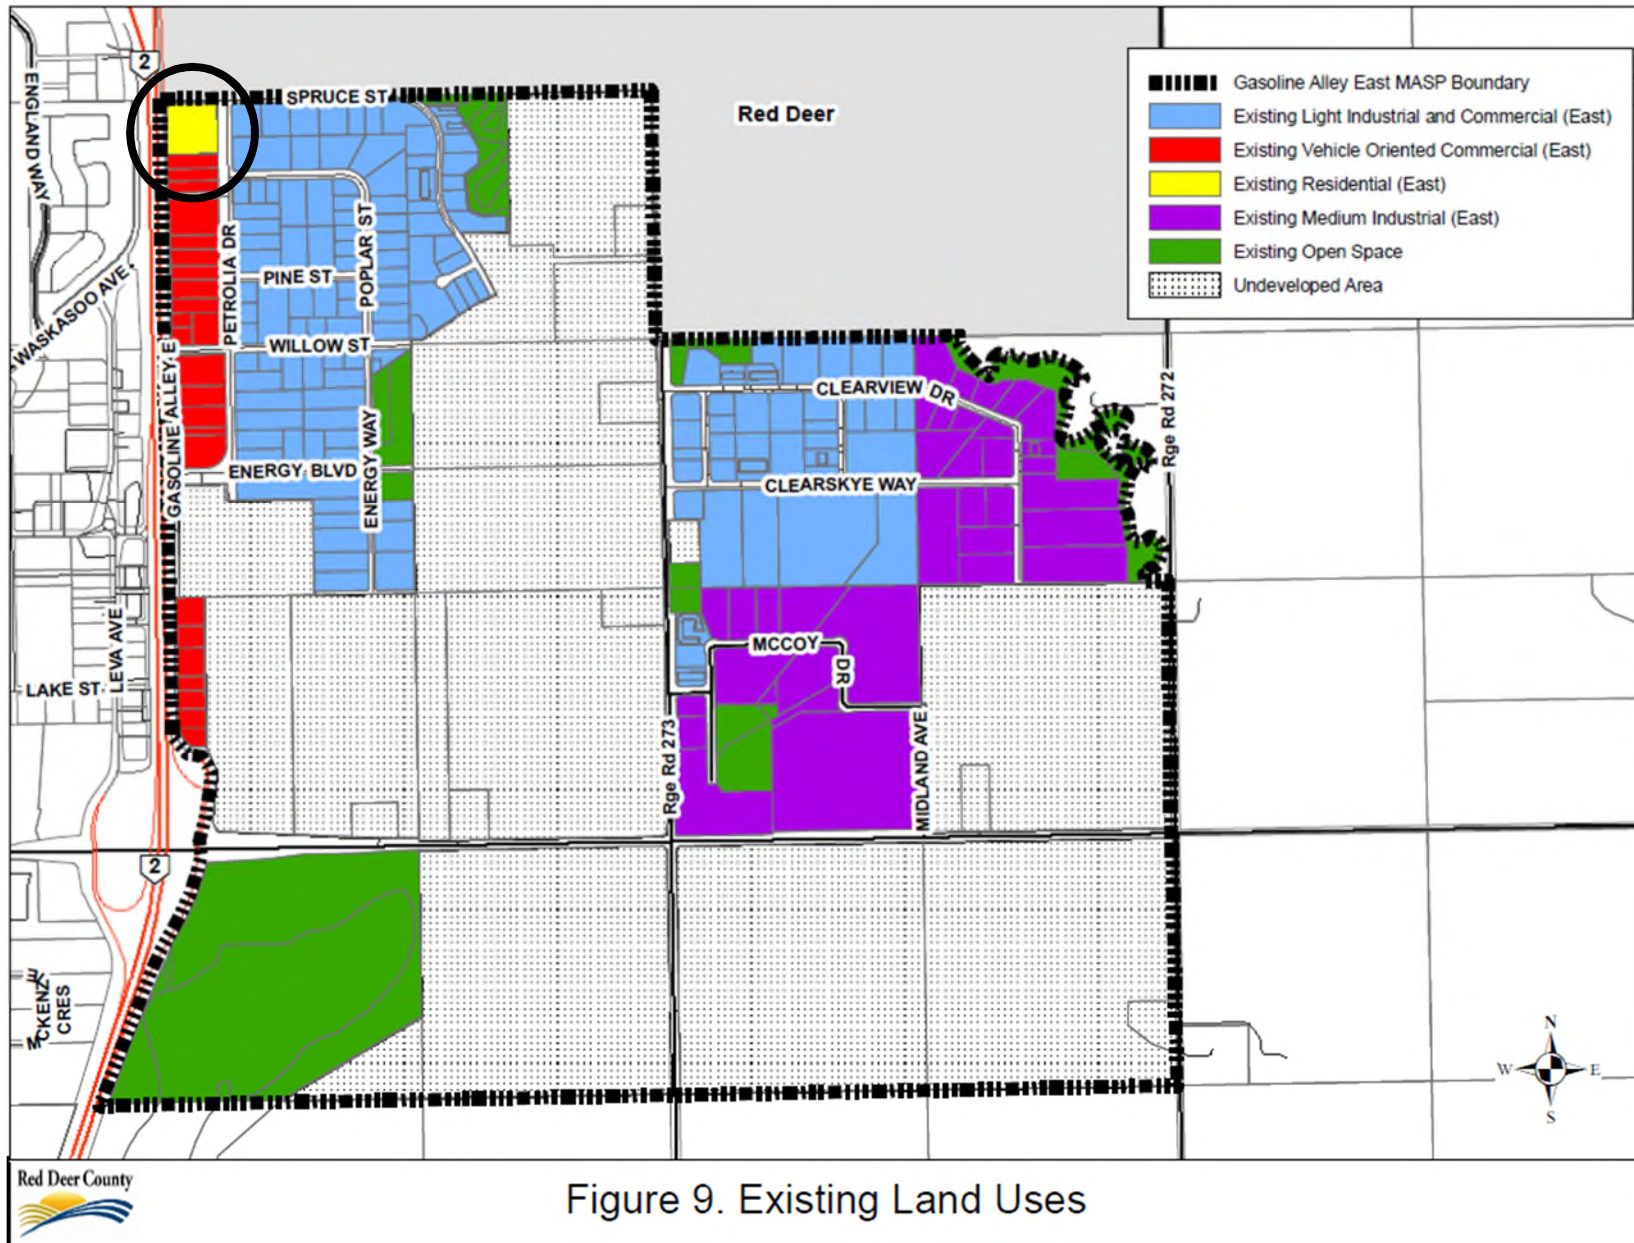 2
SPRUCE ST
ENGLAND WAY
Red Deer
Gasoline Alley East MASP Boundary
Existing Light Industrial and Commercial (East)
Existing Vehicle Oriented Commercial (East)
Existing Residential (East)
Existing Medium Industrial (East)
Existing Open Space
Undeveloped Area
PETROLIA DR
POPLAR ST
PINE ST
WASKASOO AVE
WILLOW ST
GASOLINE ALLEY E
CLEARVIEW DR
Rge Rd 272
ENERGY WAY
ENERGY BLVD
CLEARSKYE WAY
LEVA AVE
MCCOY DR
LAKE ST
Rge Rd 273
MIDLAND AVE
2
CRES
N
W
E
S
Red Deer County
Figure 9. Existing Land Uses